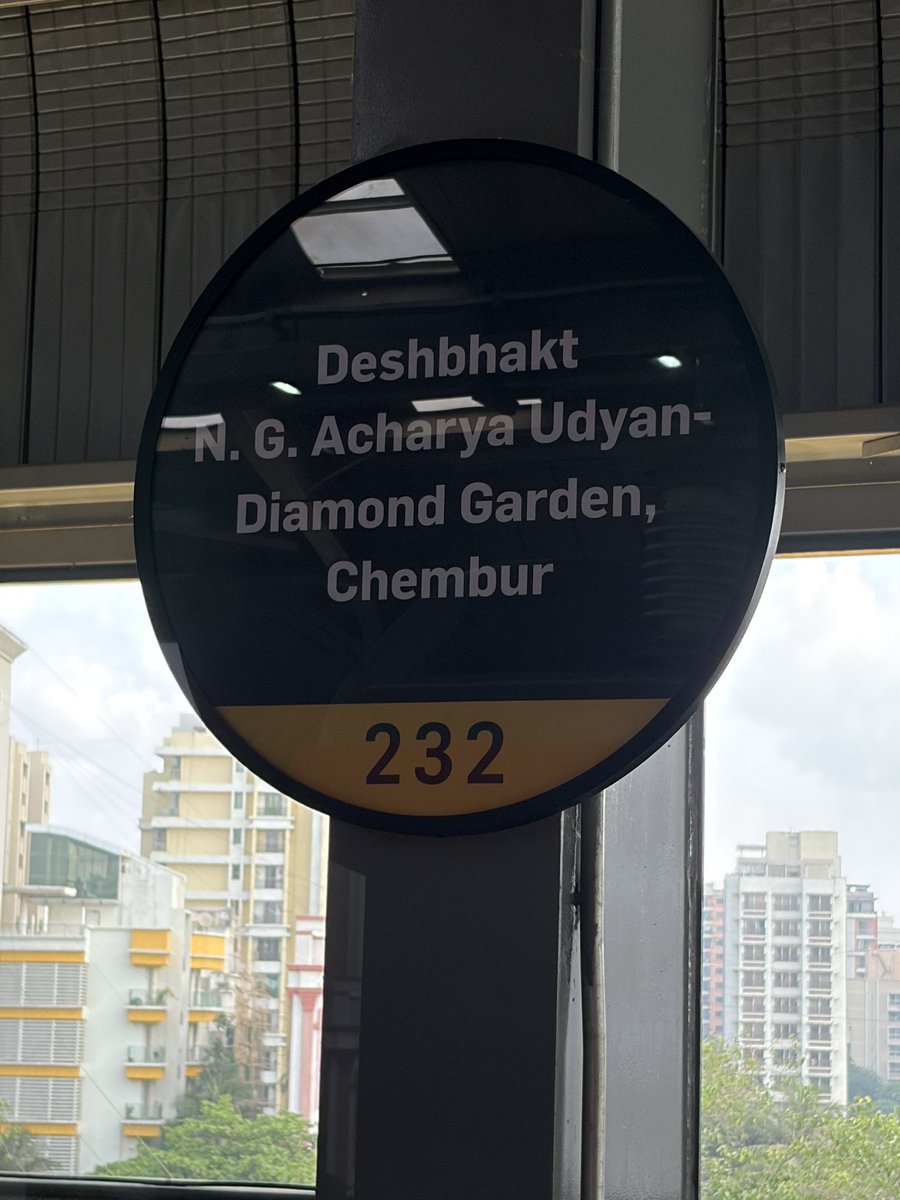 Deshbhakt
N. G. Acharya Udyan-
Diamond Garden,
Chembur
232